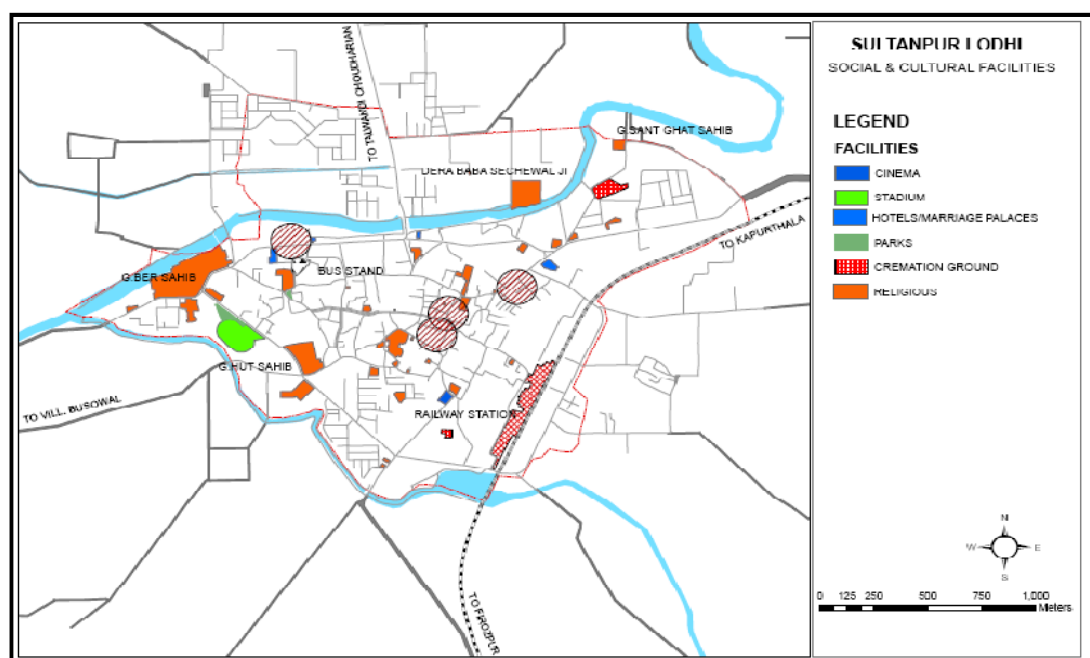 SULTANPUR LODHI
SOCIAL & CULTURAL FACILITIES
LEGEND
FACILITIES
CINEMA
STADIUM
HOTELS/MARRIAGE PALACES
PARKS
CREMATION GROUND
RELIGIOUS
TO TALWANDI CHAUDHARIAN
G.SANT GHAT SAHIB
DERA BABA SECHEWAL JI
TO KAPURTHALA
G.BER SAHIB
BUS STAND
G.HUT SAHIB
TO VILL. BUSOWAL
RAILWAY STATION
TO FIROZPUR
N
W E
S
0 125 250 500 750 1,000
Meters